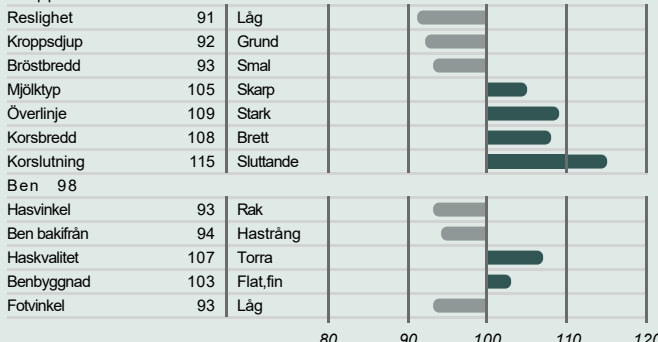 Reslighet 91 Låg
Kroppsdjup 92 Grund
Bröstbredd 93 Smal
Mjölktyp 105 Skarp
Överlinje 109 Stark
Korsbredd 108 Brett
Korslutning 115 Sluttande
Ben 98
Hasvinkel 93 Rak
Ben bakifrån 94 Hastrång
Haskvalitet 107 Torra
Benbyggnad 103 Flat,fin
Fotvinkel 93 Låg
80 90 100 110 120